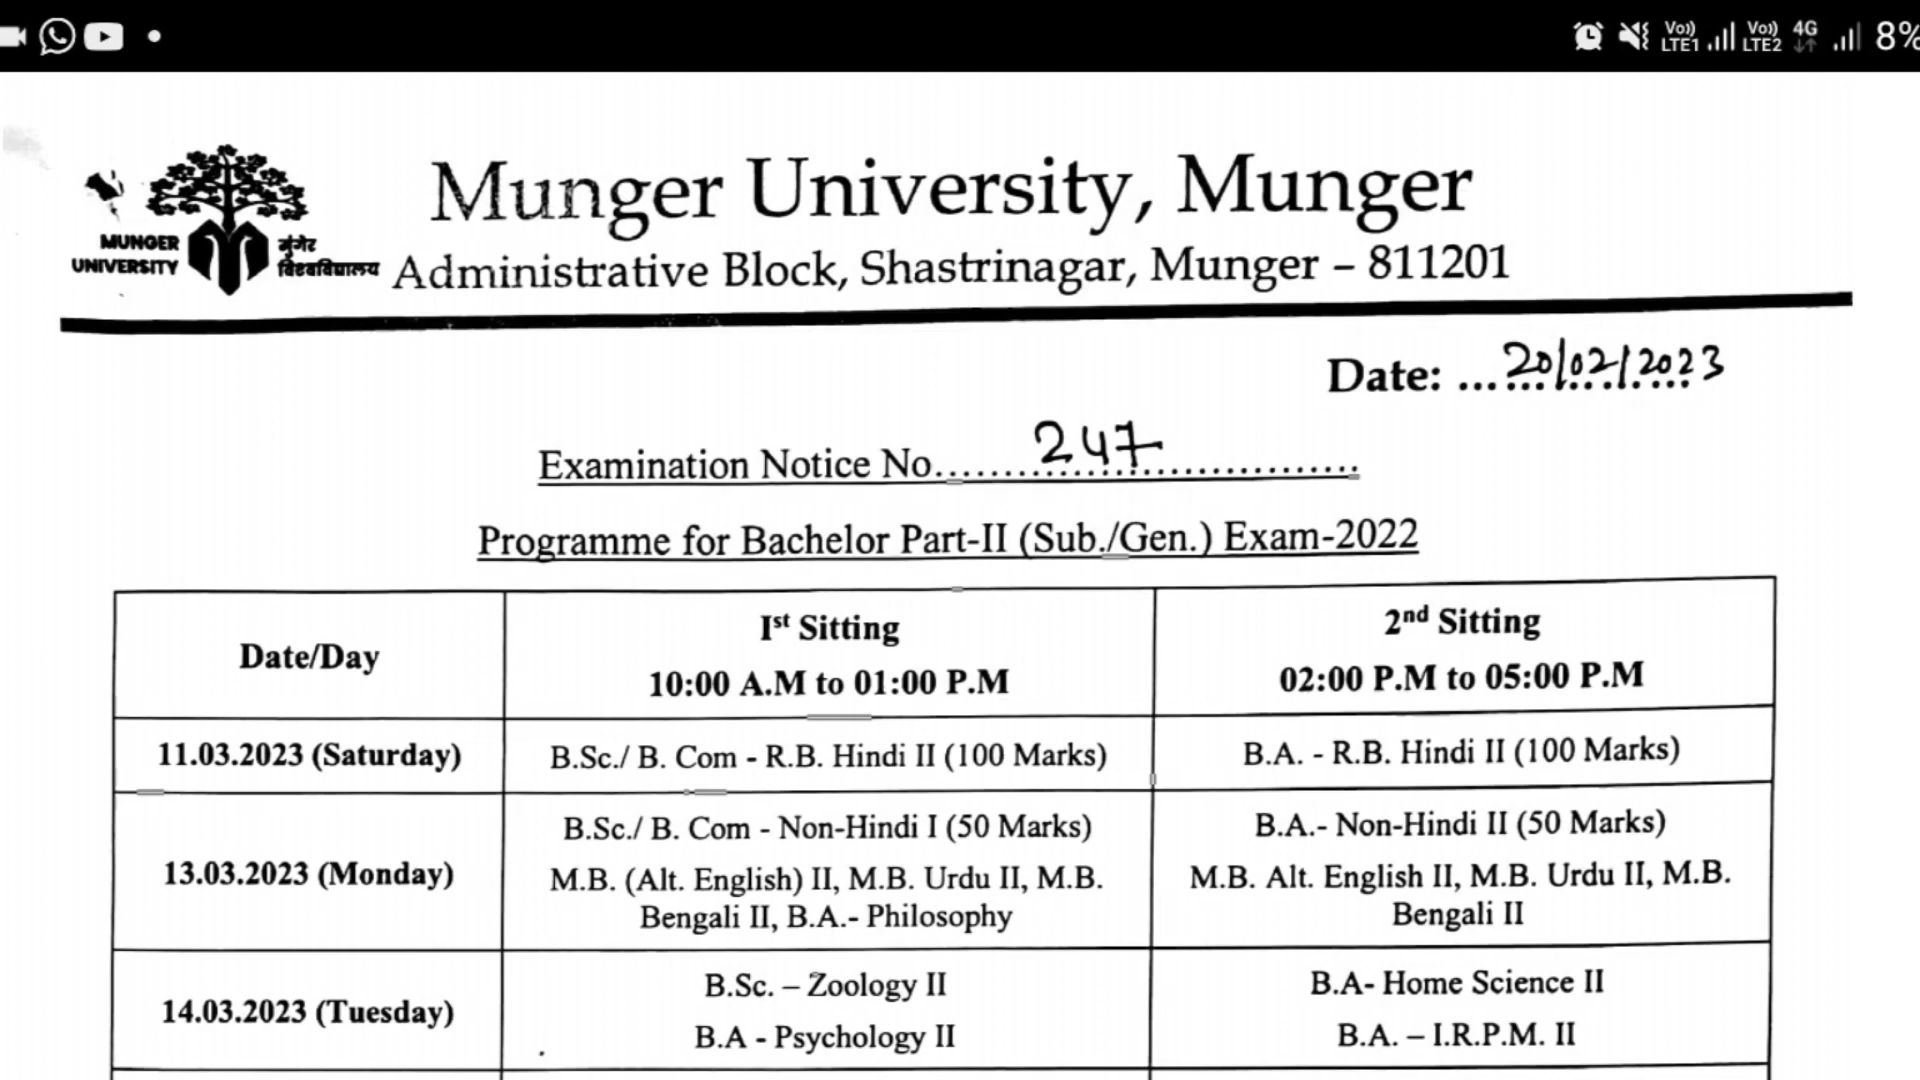 Vo)) LTE1 Vo)) LTE2 4G 8%
MUNGER UNIVERSITY
मुंगेर विश्वविद्यालय
Munger University, Munger
Administrative Block, Shastrinagar, Munger – 811201
Date: ...20/02/2023
Examination Notice No....247...
Programme for Bachelor Part-II (Sub./Gen.) Exam-2022
Date/Day
Ist Sitting
10:00 A.M to 01:00 P.M
2nd Sitting
02:00 P.M to 05:00 P.M
11.03.2023 (Saturday)
B.Sc./ B. Com - R.B. Hindi II (100 Marks)
B.A. - R.B. Hindi II (100 Marks)
13.03.2023 (Monday)
B.Sc./ B. Com - Non-Hindi I (50 Marks)
M.B. (Alt. English) II, M.B. Urdu II, M.B.
Bengali II, B.A.- Philosophy
B.A.- Non-Hindi II (50 Marks)
M.B. Alt. English II, M.B. Urdu II, M.B.
Bengali II
14.03.2023 (Tuesday)
B.Sc. – Zoology II
B.A - Psychology II
B.A- Home Science II
B.A. – I.R.P.M. II